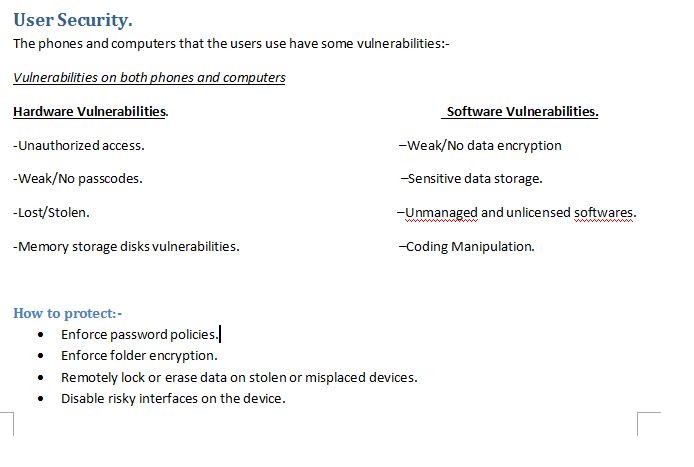 User Security.
The phones and computers that the users use have some vulnerabilities:-
Vulnerabilities on both phones and computers
Hardware Vulnerabilities. Software Vulnerabilities.
-Unauthorized access. –Weak/No data encryption
-Weak/No passcodes. –Sensitive data storage.
-Lost/Stolen. –Unmanaged and unlicensed softwares.
-Memory storage disks vulnerabilities. –Coding Manipulation.
How to protect:-
• Enforce password policies.
• Enforce folder encryption.
• Remotely lock or erase data on stolen or misplaced devices.
• Disable risky interfaces on the device.